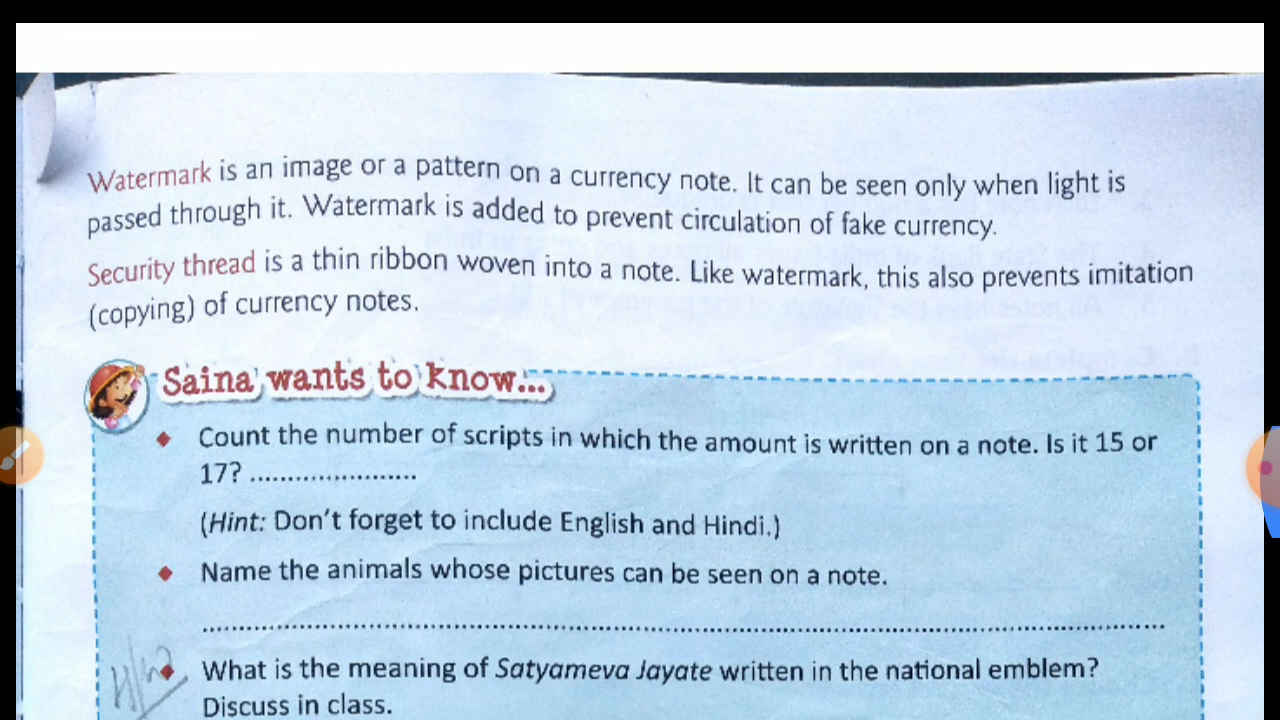 Watermark is an image or a pattern on a currency note. It can be seen only when light is
passed through it. Watermark is added to prevent circulation of fake currency.
Security thread is a thin ribbon woven into a note. Like watermark, this also prevents imitation
(copying) of currency notes.
Saina wants to know...
♦ Count the number of scripts in which the amount is written on a note. Is it 15 or
17? ......................
(Hint: Don't forget to include English and Hindi.)
♦ Name the animals whose pictures can be seen on a note.
................................................................................
♦ What is the meaning of Satyameva Jayate written in the national emblem?
Discuss in class.